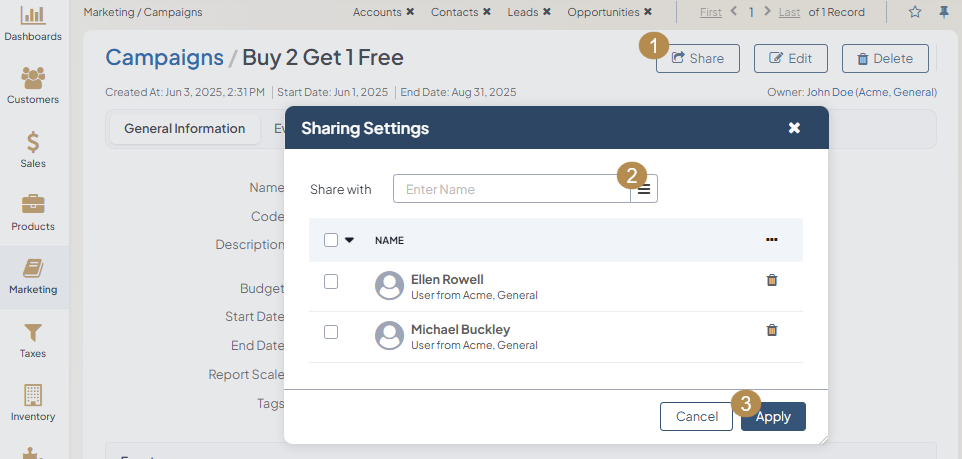 Marketing / Campaigns
Accounts ✖ Contacts ✖ Leads ✖ Opportunities ✖
First 1 Last of 1 Record
Dashboards
Customers
Sales
Products
Marketing
Taxes
Inventory
Campaigns / Buy 2 Get 1 Free
1
Share
Edit
Delete
Created At: Jun 3, 2025, 2:31 PM | Start Date: Jun 1, 2025 | End Date: Aug 31, 2025
Owner: John Doe (Acme, General)
General Information
Name
Code
Description
Budget
Start Date
End Date
Report Scale
Tags
Sharing Settings ✖
Share with Enter Name
2
NAME
Ellen Rowell
User from Acme, General
Michael Buckley
User from Acme, General
3
Cancel Apply